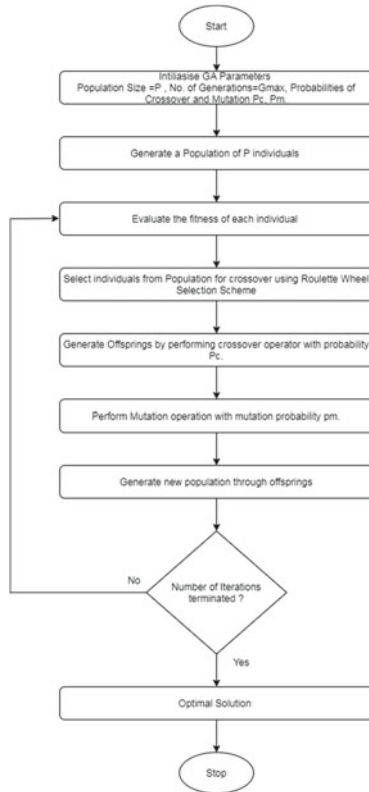 Start
Intiliasise GA Parameters
Population Size =P , No. of Generations=Gmax, Probabilities of
Crossover and Mutation Pc, Pm.
Generate a Population of P individuals
Evaluate the fitness of each individual
Select individuals from Population for crossover using Roulette Wheel
Selection Scheme
Generate Offsprings by performing crossover operator with probability
Pc.
Perform Mutation operation with mutation probability pm.
Generate new population through offsprings
No
Number of Iterations
terminated ?
Yes
Optimal Solution
Stop